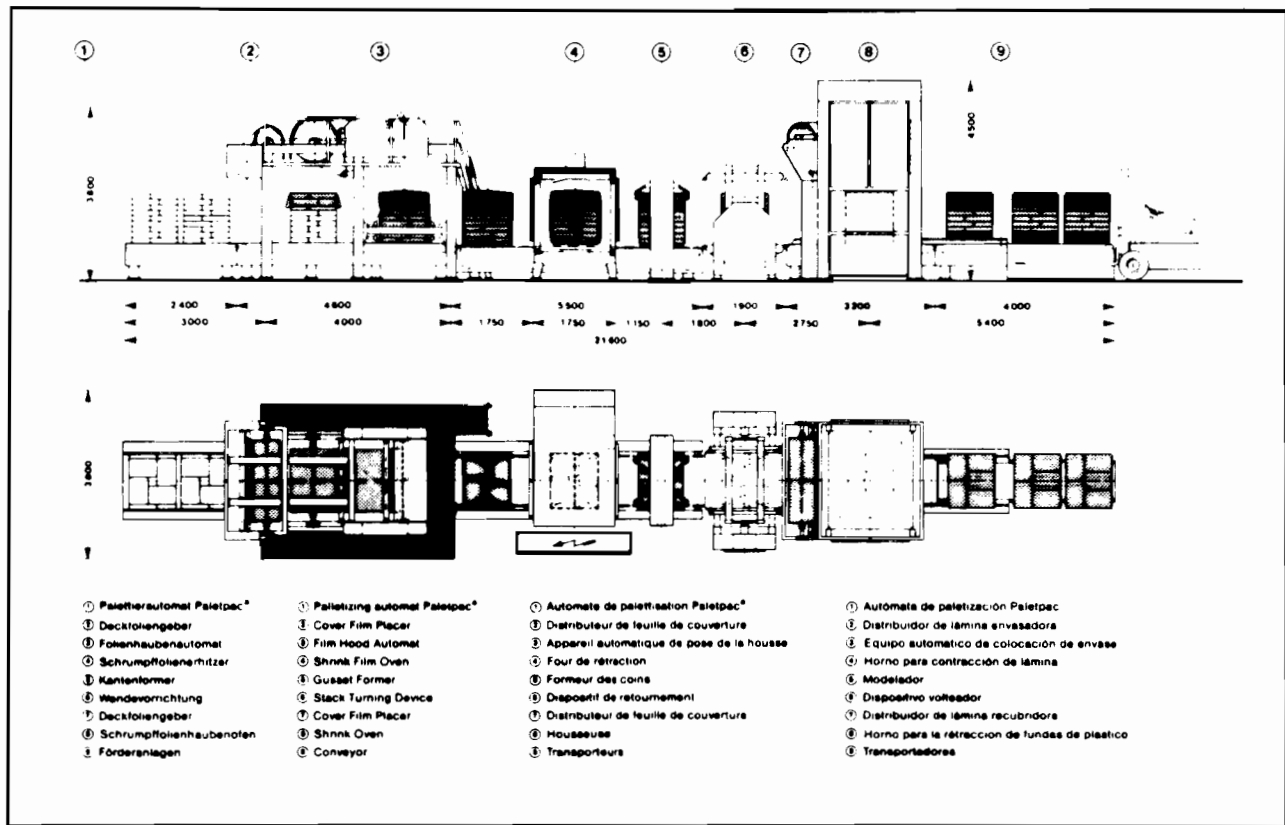 ① ② ③ ④ ⑤ ⑥ ⑦ ⑧ ⑨
3800
4500
2400 4600 5500 1900 3200 4000
3000 4000 1750 1750 1150 1800 2750 5400
21600
3800
① Palettierautomat Paletpac®
② Deckfoliengeber
③ Folienhaubenautomat
④ Schrumpffolienerhitzer
⑤ Kantenformer
⑥ Wendevorrichtung
⑦ Deckfoliengeber
⑧ Schrumpffolienhaubenofen
⑨ Förderanlagen
① Palletizing automat Paletpac®
② Cover Film Placer
③ Film Hood Automat
④ Shrink Film Oven
⑤ Gusset Former
⑥ Stack Turning Device
⑦ Cover Film Placer
⑧ Shrink Oven
⑨ Conveyor
① Automate de palettisation Paletpac®
② Distributeur de feuille de couverture
③ Appareil automatique de pose de la housse
④ Four de rétraction
⑤ Formeur des coins
⑥ Dispositif de retournement
⑦ Distributeur de feuille de couverture
⑧ Housseuse
⑨ Transporteurs
① Autómata de paletización Paletpac
② Distribuidor de lámina envasadora
③ Equipo automatico de colocación de envase
④ Horno para contracción de lámina
⑤ Modelador
⑥ Dispositivo volteador
⑦ Distribuidor de lámina recubridora
⑧ Horno para la rétracción de fundas de plastico
⑨ Transportadores